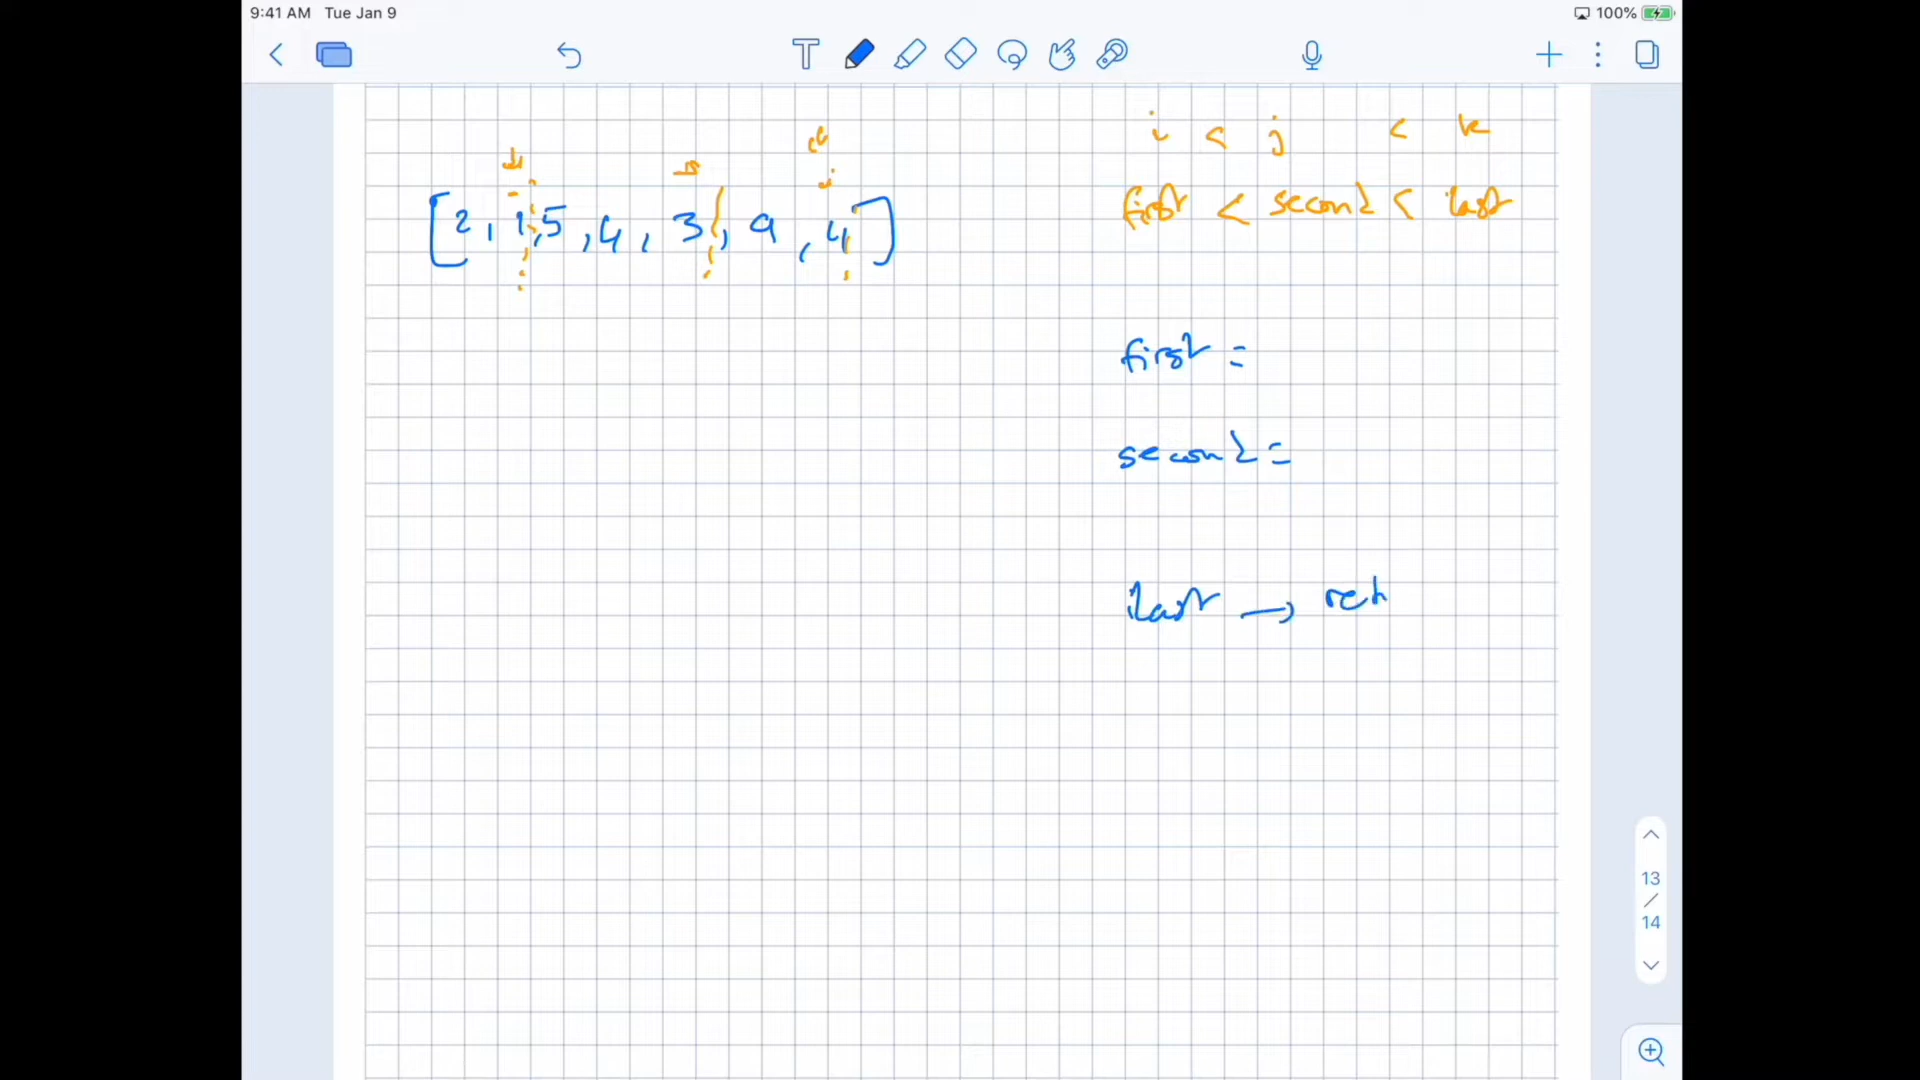 9:41 AM Tue Jan 9
100%
i < j < k
[2, 1, 5, 4, 3, 9, 4]
first < second < last
first =
second =
last → ret
13
/
14